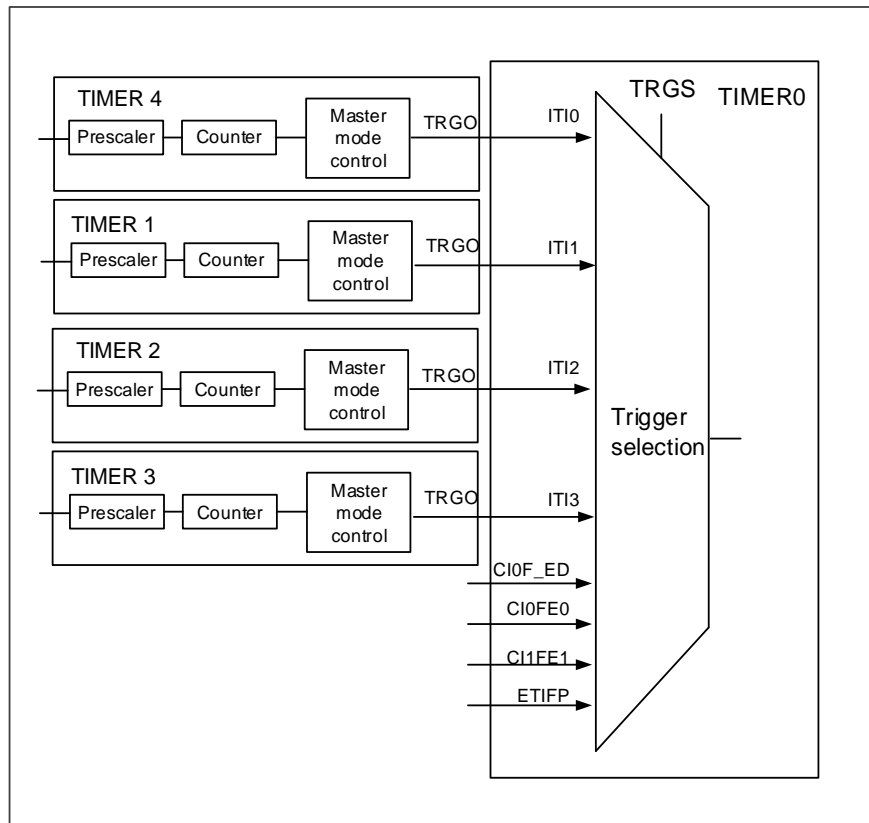 TRGS
TIMER0
TIMER 4
Prescaler
Counter
Master
mode
control
TRGO
ITI0
TIMER 1
Prescaler
Counter
Master
mode
control
TRGO
ITI1
TIMER 2
Prescaler
Counter
Master
mode
control
TRGO
ITI2
Trigger
selection
TIMER 3
Prescaler
Counter
Master
mode
control
TRGO
ITI3
CI0F_ED
CI0FE0
CI1FE1
ETIFP